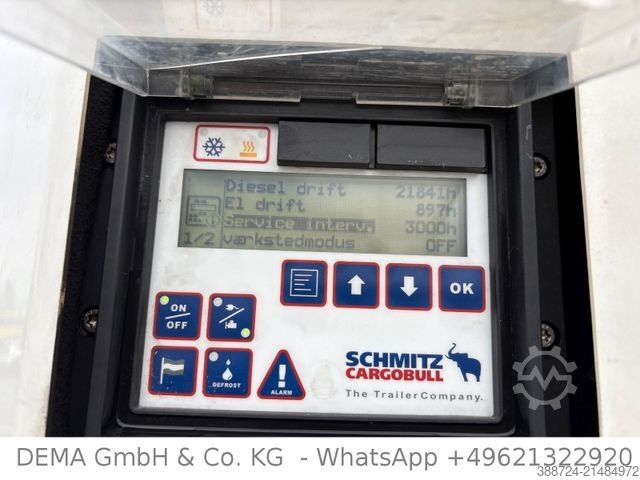 Diesel drift 21841h
El drift 897h
Service interv. 3000h
1/2 værkstedmodus OFF
OK
ON
OFF
DEFROST
ALARM
SCHMITZ
CARGOBULL
The TrailerCompany.
DEMA GmbH & Co. KG - WhatsApp +49621322920
388724-21484972